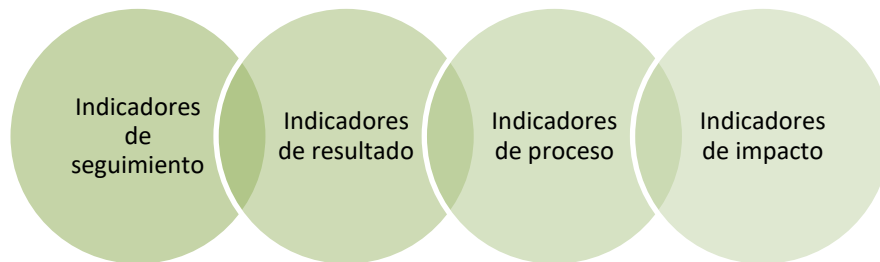 Indicadores
de
seguimiento
Indicadores
de resultado
Indicadores
de proceso
Indicadores
de impacto